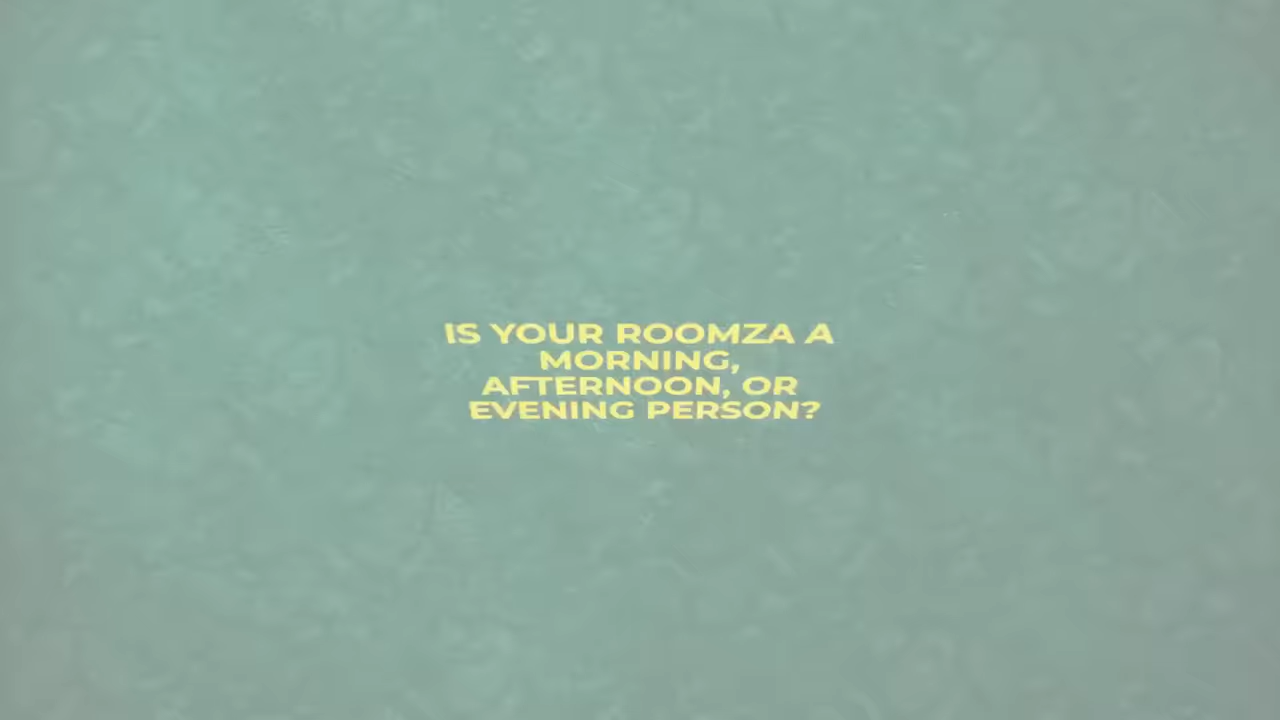 IS YOUR ROOMZA A
MORNING,
AFTERNOON, OR
EVENING PERSON?